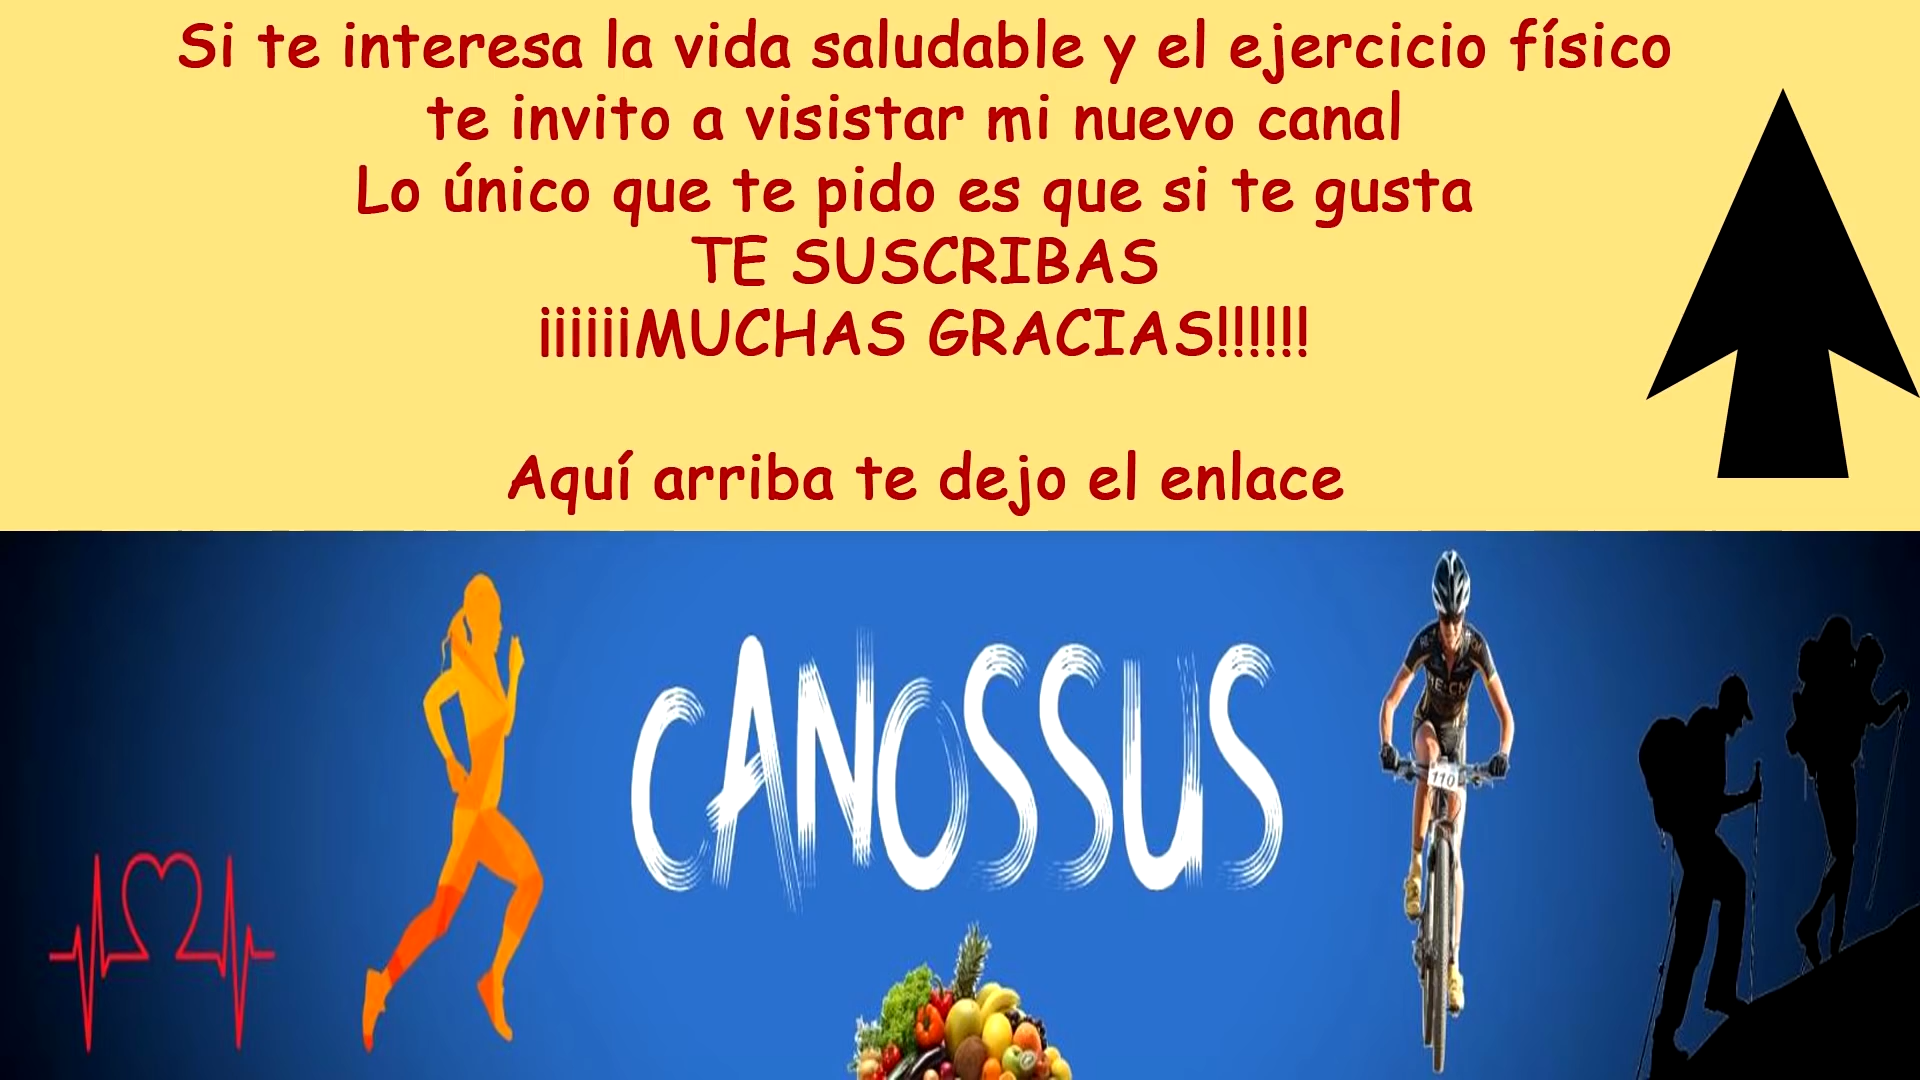 Si te interesa la vida saludable y el ejercicio físico
te invito a visistar mi nuevo canal
Lo único que te pido es que si te gusta
TE SUSCRIBAS
¡¡¡¡¡¡MUCHAS GRACIAS!!!!!!
Aquí arriba te dejo el enlace
CANOSSUS
110